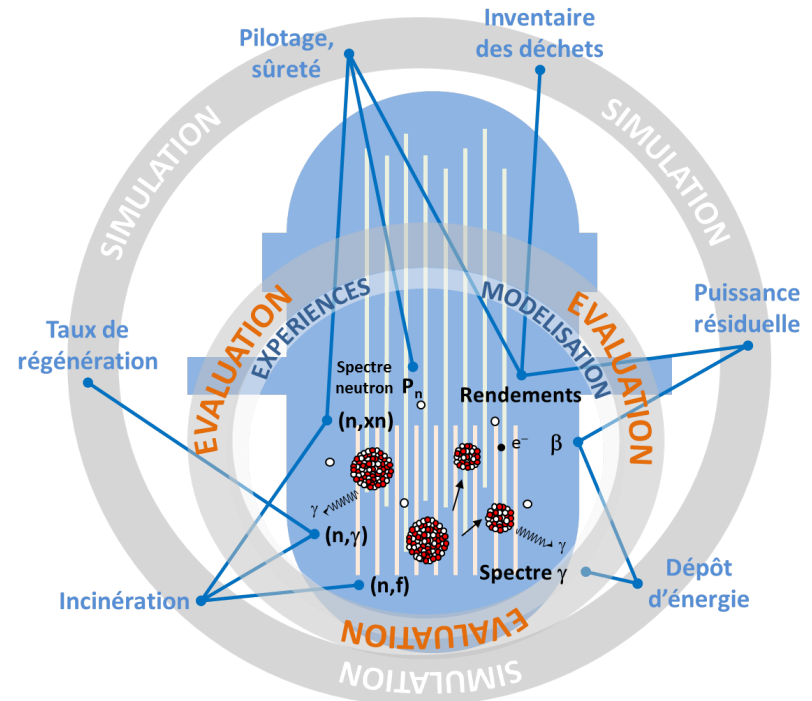 Pilotage,
sûreté
Inventaire
des déchets
SIMULATION
SIMULATION
EVALUATION
EXPERIENCES
MODELISATION
EVALUATION
Puissance
résiduelle
Taux de
régénération
Spectre
neutron
Pn
Rendements
(n,xn)
e⁻
β
γ
(n,γ)
γ
Spectre γ
(n,f)
Incinération
Dépôt
d'énergie
EVALUATION
SIMULATION